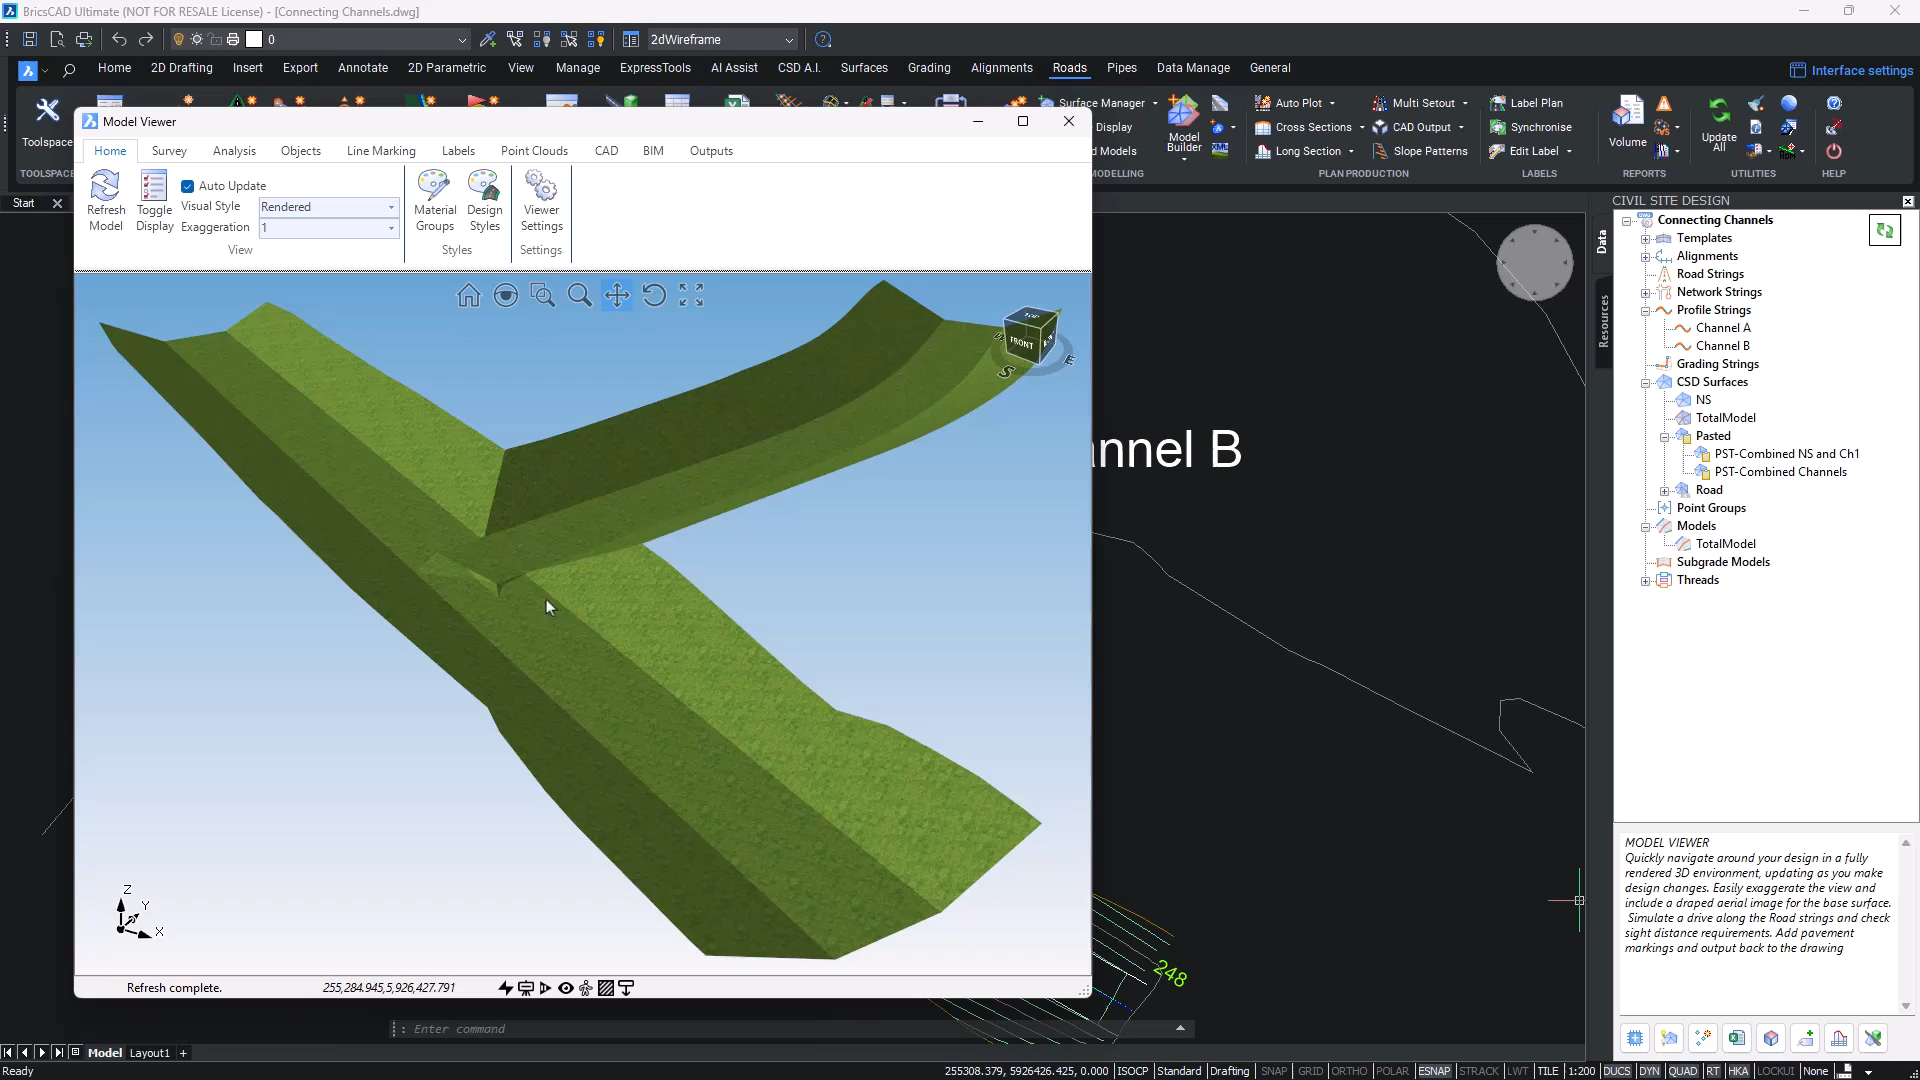 BricsCAD Ultimate (NOT FOR RESALE License) - [Connecting Channels.dwg]
0
2dWireframe
Home 2D Drafting Insert Export Annotate 2D Parametric View Manage ExpressTools AI Assist CSD A.I. Surfaces Grading Alignments Roads Pipes Data Manage General
Interface settings
Toolspace
TOOLSPACE
Surface Manager
Display
d Models
Model
Builder
MODELLING
Auto Plot
Cross Sections
Long Section
Multi Setout
CAD Output
Slope Patterns
PLAN PRODUCTION
Label Plan
Synchronise
Edit Label
LABELS
Volume
REPORTS
Update
All
UTILITIES
HELP
Start
Model Viewer
Home Survey Analysis Objects Line Marking Labels Point Clouds CAD BIM Outputs
Refresh
Model
Toggle
Display
Auto Update
Visual Style Rendered
Exaggeration 1
View
Material
Groups
Design
Styles
Styles
Viewer
Settings
Settings
TOP
FRONT
S
E
Z
Y
X
Refresh complete. 255,284.945,5,926,427.791
annel B
248
: Enter command
CIVIL SITE DESIGN
Data
Resources
Connecting Channels
Templates
Alignments
Road Strings
Network Strings
Profile Strings
Channel A
Channel B
Grading Strings
CSD Surfaces
NS
TotalModel
Pasted
PST-Combined NS and Ch1
PST-Combined Channels
Road
Point Groups
Models
TotalModel
Subgrade Models
Threads
MODEL VIEWER
Quickly navigate around your design in a fully
rendered 3D environment, updating as you make
design changes. Easily exaggerate the view and
include a draped aerial image for the base surface.
Simulate a drive along the Road strings and check
sight distance requirements. Add pavement
markings and output back to the drawing
Model Layout1 +
Ready
255308.379, 5926426.425, 0.000 ISOCP Standard Drafting SNAP GRID ORTHO POLAR ESNAP STRACK LWT TILE 1:200 DUCS DYN QUAD RT HKA LOCKUI None